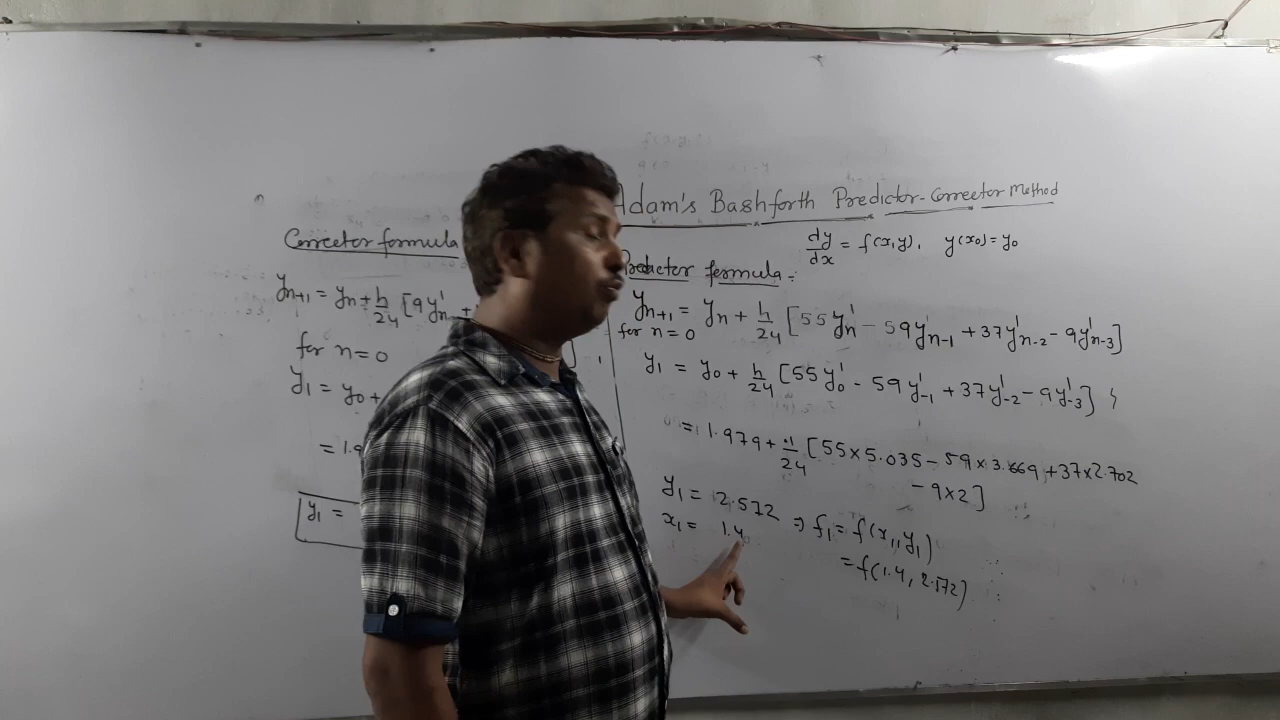 Adam's Bashforth Predictor-Corrector Method
dy/dx = f(x,y), y(x0)=y0
Corrector formula
yn+1 = yn + h/24 [9y'n
for n=0
y1 = y0+
= 1.9
y1 =
formula:
yn+1 = yn + h/24 [55y'n - 59y'n-1 + 37y'n-2 - 9y'n-3]
for n=0
y1 = y0 + h/24 [55y'0 - 59y'-1 + 37y'-2 - 9y'-3]
= 1.979 + .1/24 [55×5.035 - 59×3.669 + 37×2.702
- 9×2]
y1 = 2.572
x1 = 1.4 ⇒ f1 = f(x1,y1)
= f(1.4, 2.572)